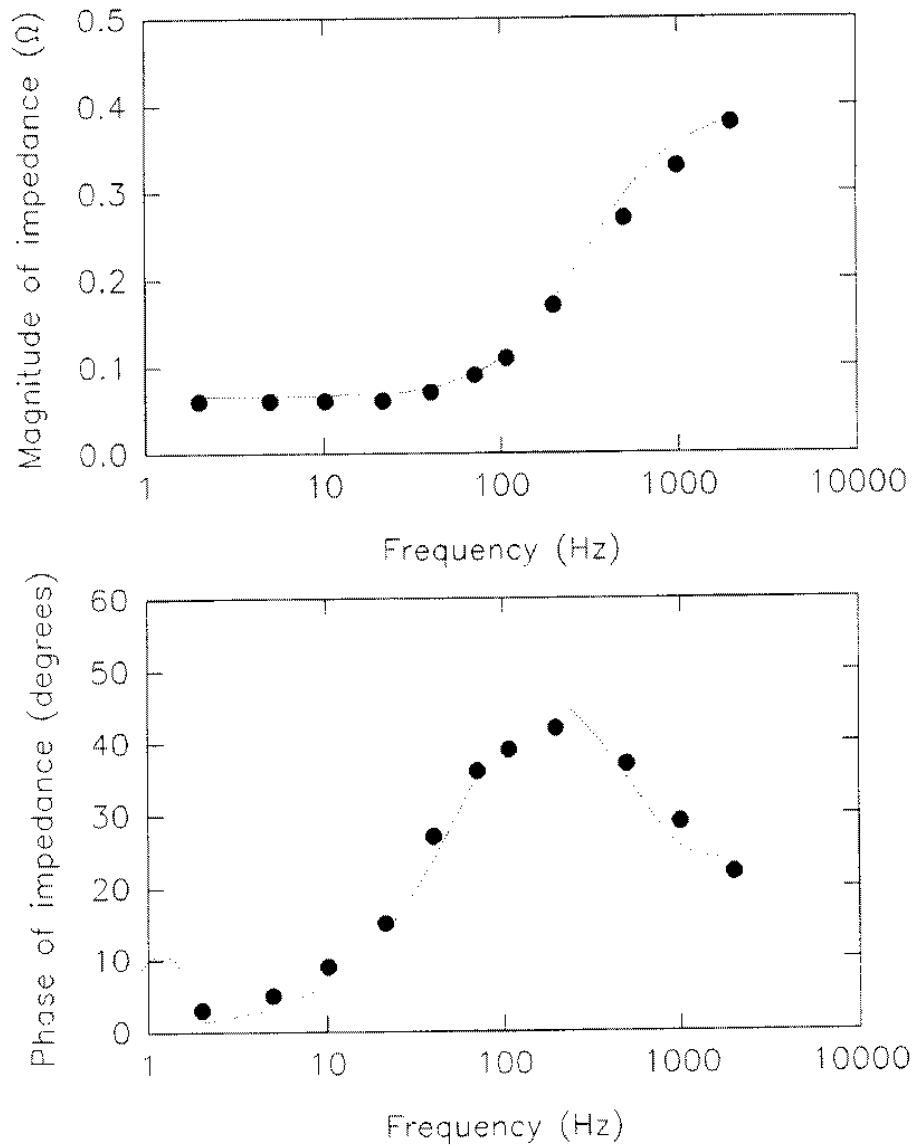 Magnitude of impedance (Ω)
0.5
0.4
0.3
0.2
0.1
0.0
1 10 100 1000 10000
Frequency (Hz)
Phase of impedance (degrees)
60
50
40
30
20
10
0
1 10 100 1000 10000
Frequency (Hz)